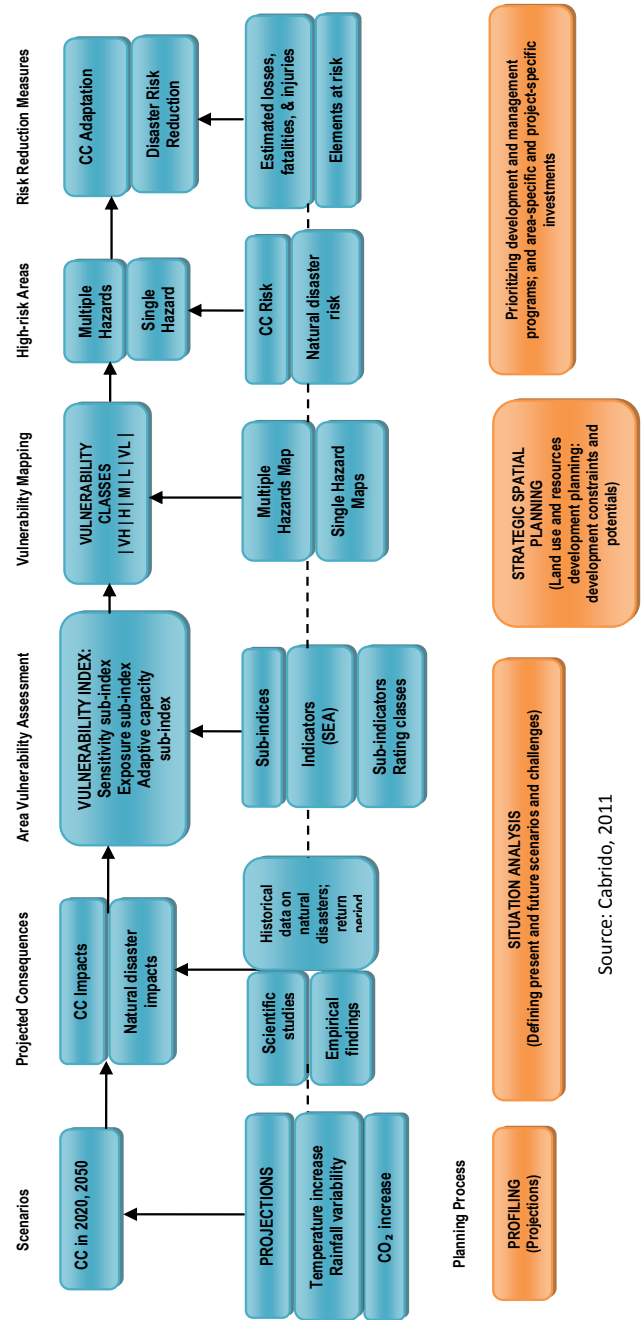 Scenarios
Projected Consequences
Area Vulnerability Assessment
Vulnerability Mapping
High-risk Areas
Risk Reduction Measures
CC in 2020, 2050
CC Impacts
Natural disaster
impacts
VULNERABILITY INDEX:
Sensitivity sub-index
Exposure sub-index
Adaptive capacity
sub-index
VULNERABILITY
CLASSES
| VH | H | M | L | VL |
Multiple
Hazards
Single
Hazard
CC Adaptation
Disaster Risk
Reduction
PROJECTIONS
Temperature increase
Rainfall variability
CO₂ increase
Scientific
studies
Empirical
findings
Historical data on
natural
disasters;
return
period
Sub-indices
Indicators
(SEA)
Sub-indicators
Rating classes
Multiple
Hazards Map
Single Hazard
Maps
CC Risk
Natural disaster
risk
Estimated losses,
fatalities, & injuries
Elements at risk
Planning Process
PROFILING
(Projections)
SITUATION ANALYSIS
(Defining present and future scenarios and challenges)
STRATEGIC SPATIAL
PLANNING
(Land use and resources
development planning:
development constraints and
potentials)
Prioritizing development and management
programs; and area-specific and project-specific
investments
Source: Cabrido, 2011